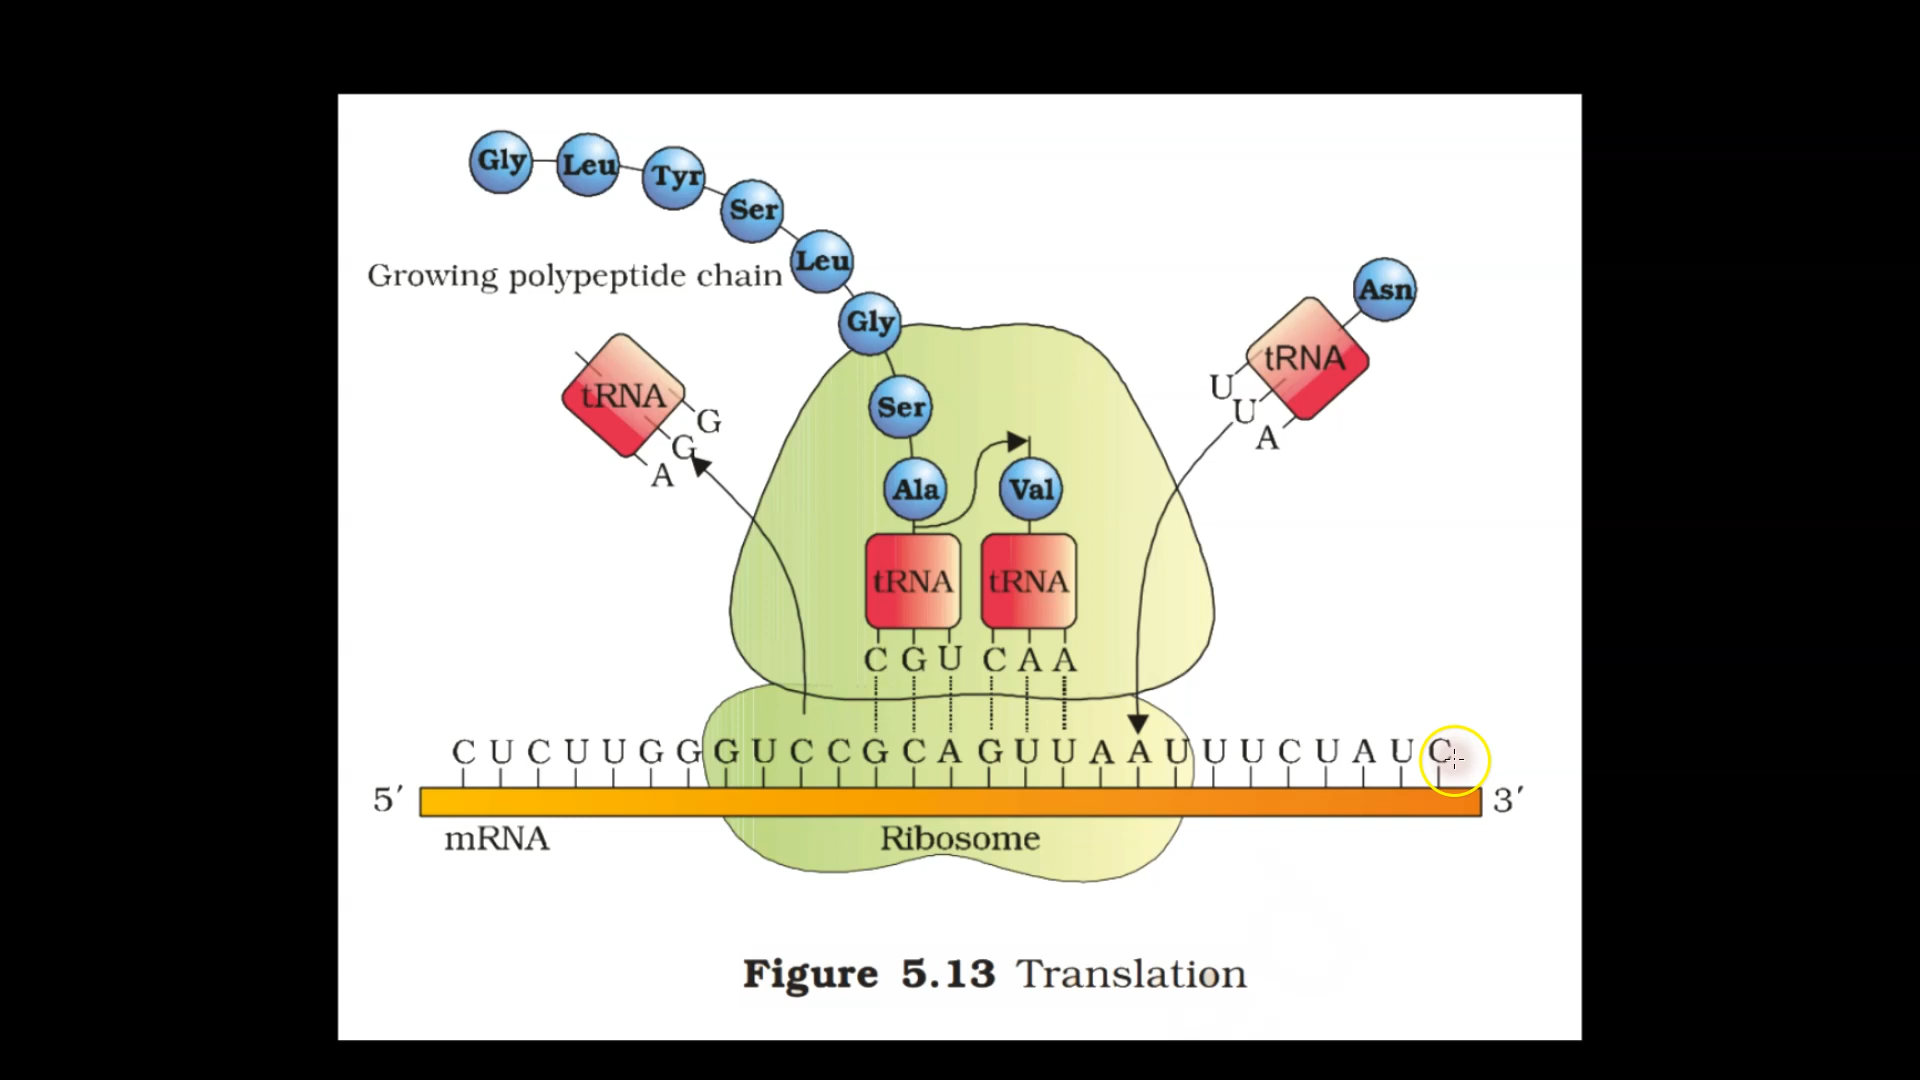 Gly Leu Tyr Ser Leu Gly Ser Ala
Growing polypeptide chain
Asn
tRNA
U U A
tRNA
A G G
Val
tRNA tRNA
C G U C A A
C U C U U G G G U C C G C A G U U A A U U U C U A U C
5′ 3′
mRNA Ribosome
Figure 5.13 Translation